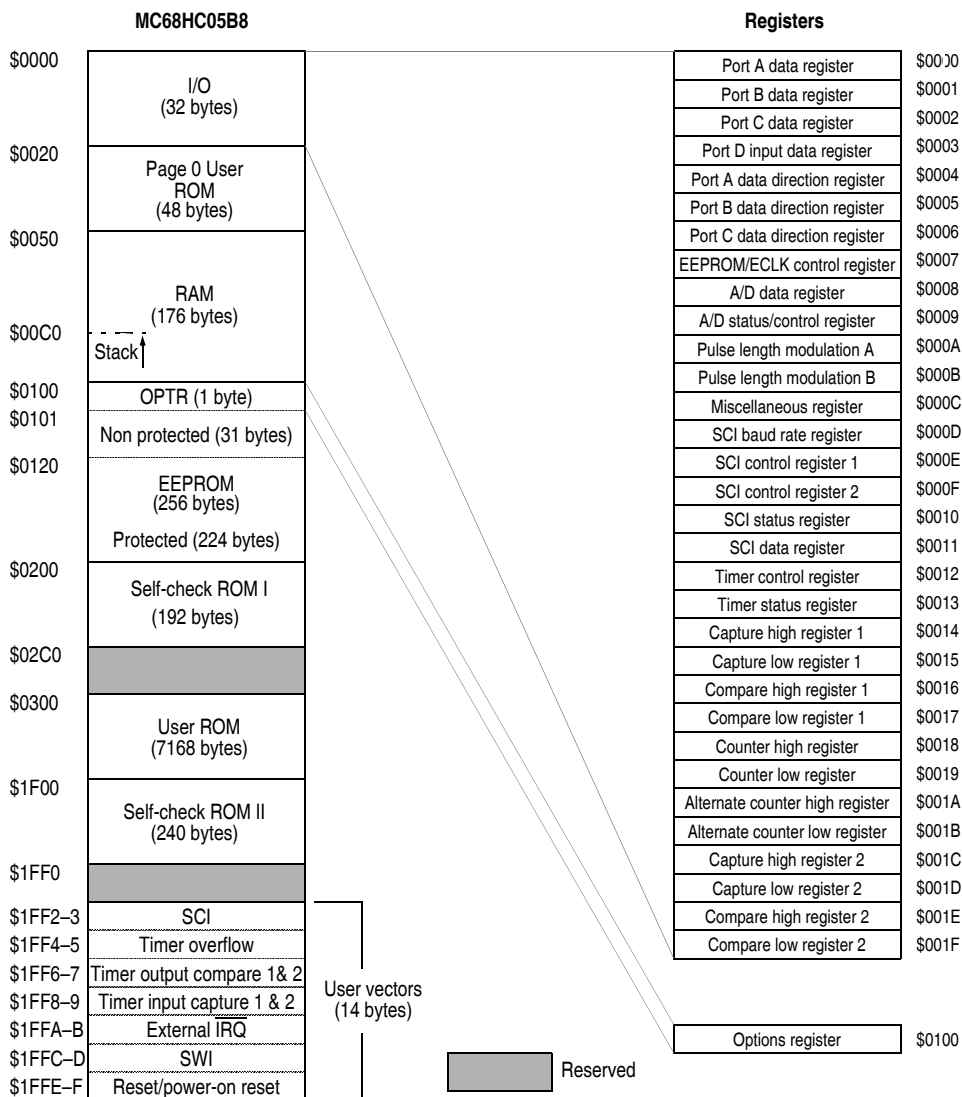 MC68HC05B8
$0000
I/O
(32 bytes)
$0020
Page 0 User
ROM
(48 bytes)
$0050
RAM
(176 bytes)
$00C0
Stack
$0100
OPTR (1 byte)
$0101
Non protected (31 bytes)
$0120
EEPROM
(256 bytes)
Protected (224 bytes)
$0200
Self-check ROM I
(192 bytes)
$02C0
$0300
User ROM
(7168 bytes)
$1F00
Self-check ROM II
(240 bytes)
$1FF0
$1FF2–3 SCI
$1FF4–5 Timer overflow
$1FF6–7 Timer output compare 1& 2
$1FF8–9 Timer input capture 1 & 2
$1FFA–B External IRQ
$1FFC–D SWI
$1FFE–F Reset/power-on reset
User vectors
(14 bytes)
Reserved
Registers
Port A data register $0000
Port B data register $0001
Port C data register $0002
Port D input data register $0003
Port A data direction register $0004
Port B data direction register $0005
Port C data direction register $0006
EEPROM/ECLK control register $0007
A/D data register $0008
A/D status/control register $0009
Pulse length modulation A $000A
Pulse length modulation B $000B
Miscellaneous register $000C
SCI baud rate register $000D
SCI control register 1 $000E
SCI control register 2 $000F
SCI status register $0010
SCI data register $0011
Timer control register $0012
Timer status register $0013
Capture high register 1 $0014
Capture low register 1 $0015
Compare high register 1 $0016
Compare low register 1 $0017
Counter high register $0018
Counter low register $0019
Alternate counter high register $001A
Alternate counter low register $001B
Capture high register 2 $001C
Capture low register 2 $001D
Compare high register 2 $001E
Compare low register 2 $001F
Options register $0100